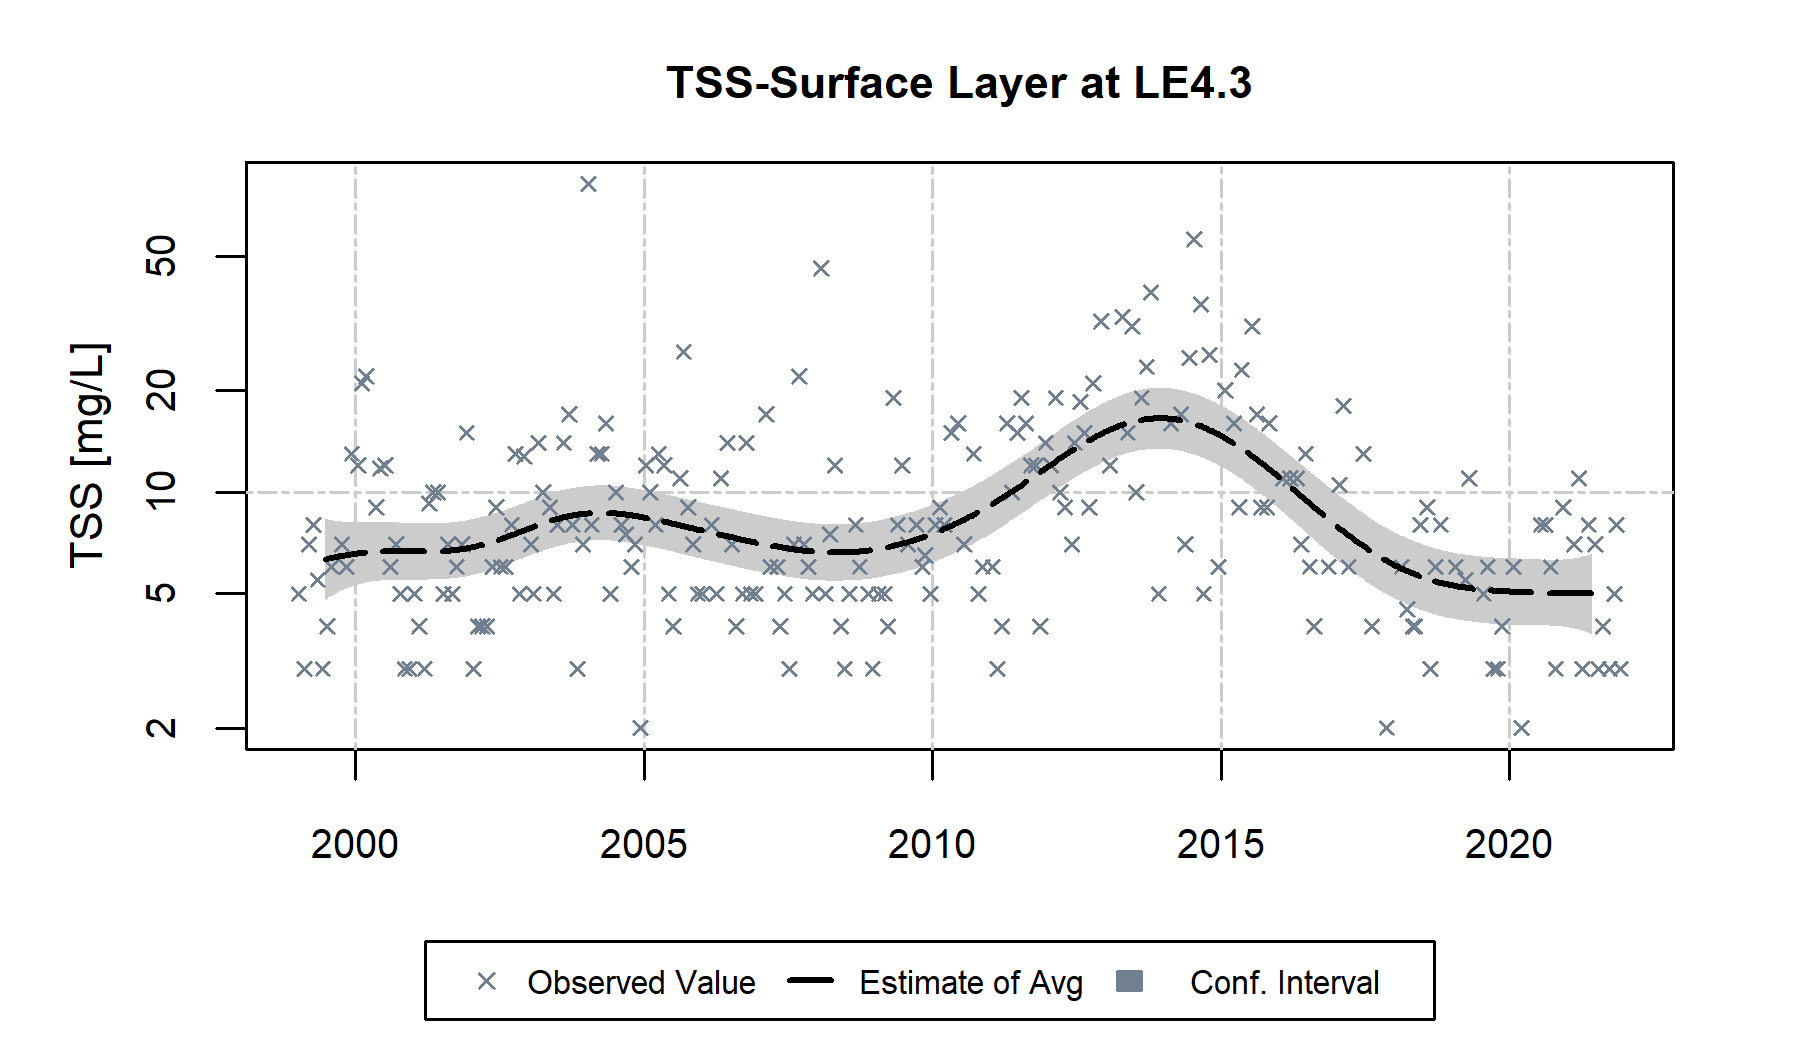 TSS-Surface Layer at LE4.3
TSS [mg/L]
50
20
10
5
2
2000 2005 2010 2015 2020
Observed Value Estimate of Avg Conf. Interval